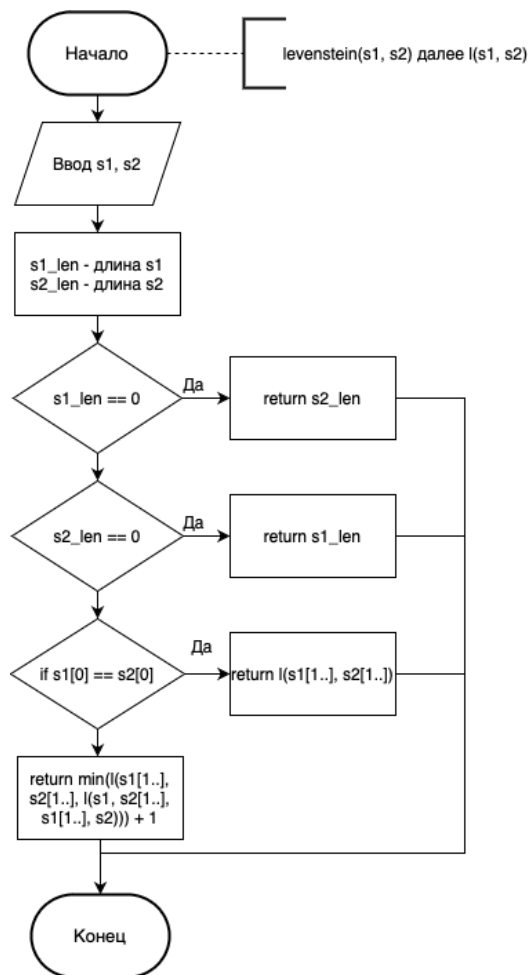 Начало
levenstein(s1, s2) далее l(s1, s2)
Ввод s1, s2
s1_len - длина s1
s2_len - длина s2
s1_len == 0
Да
return s2_len
s2_len == 0
Да
return s1_len
if s1[0] == s2[0]
Да
return l(s1[1..], s2[1..])
return min(l(s1[1..],
s2[1..], l(s1, s2[1..],
s1[1..], s2))) + 1
Конец